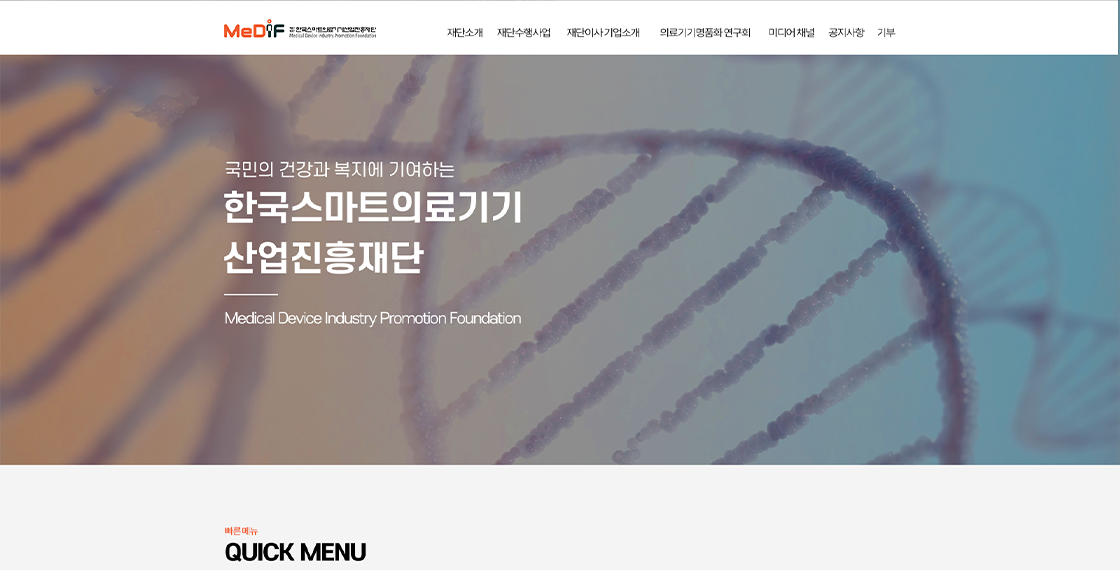 MeDiF 한국스마트의료기기산업진흥재단
Medical Device Industry Promotion Foundation
재단소개 재단수행사업 재단이사 기업소개 의료기기명품화 연구회 미디어 채널 공지사항 기부
국민의 건강과 복지에 기여하는
한국스마트의료기기
산업진흥재단
Medical Device Industry Promotion Foundation
빠른메뉴
QUICK MENU